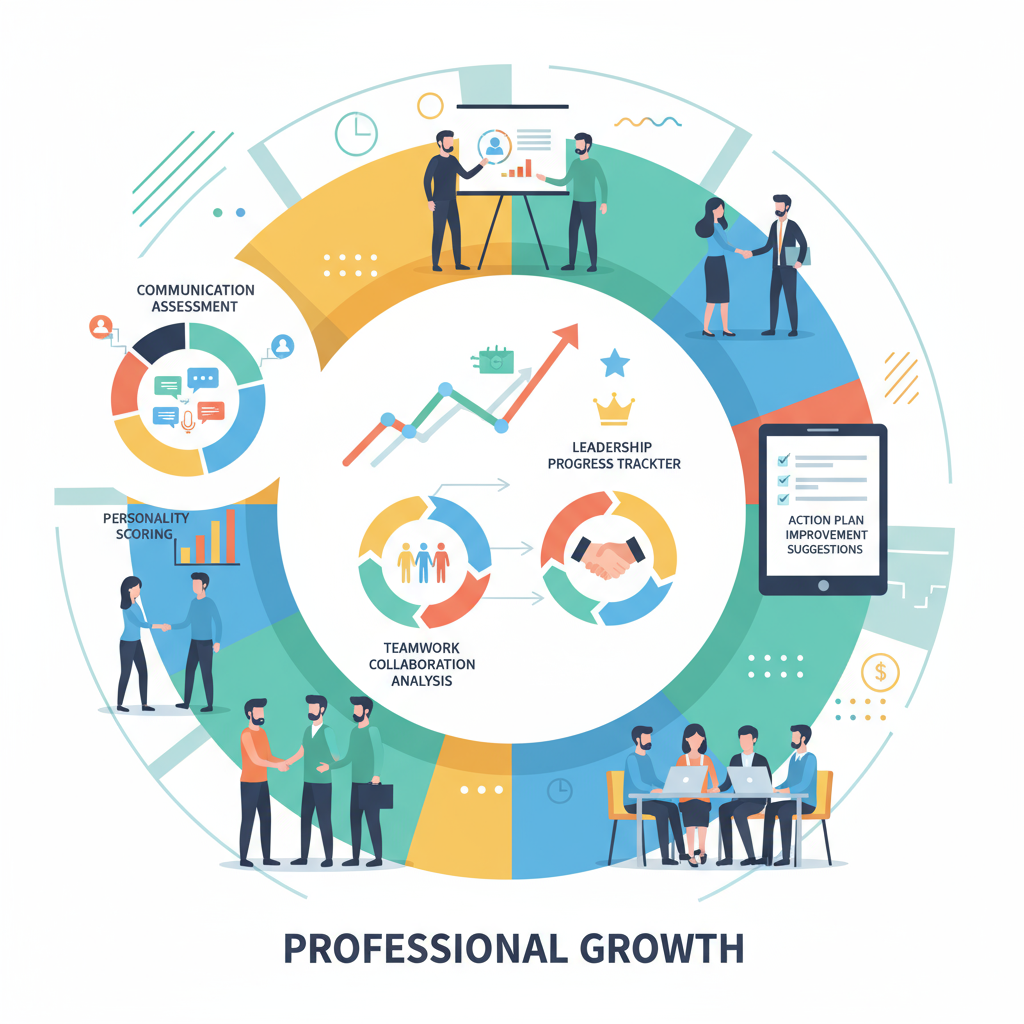 COMMUNICATION
ASSESSMENT
LEADERSHIP
PROGRESS TRACKTER
PERSONALITY
SCORING
ACTION PLAN
IMPROVEMENT
SUGGESTIONS
TEAMWORK
COLLABORATION
ANALYSIS
$
PROFESSIONAL GROWTH